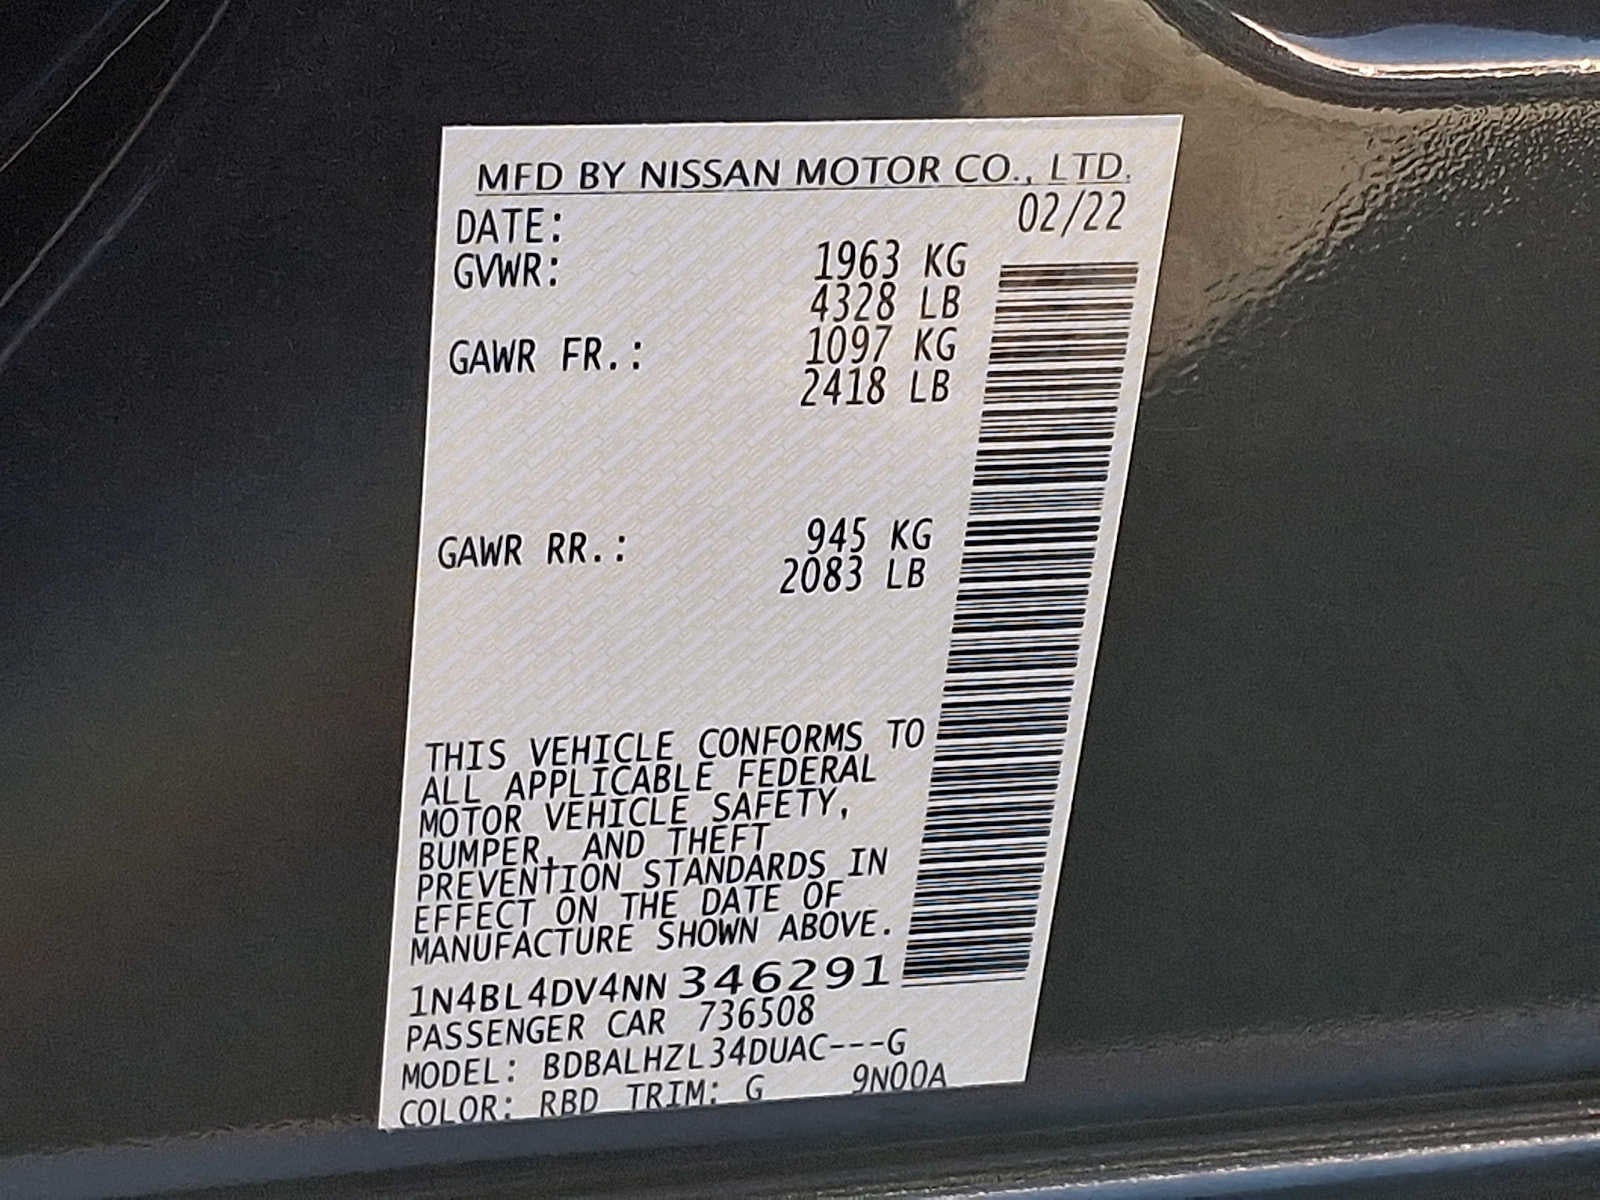 MFD BY NISSAN MOTOR CO., LTD.
DATE: 02/22
GVWR: 1963 KG
4328 LB
GAWR FR.: 1097 KG
2418 LB
GAWR RR.: 945 KG
2083 LB
THIS VEHICLE CONFORMS TO
ALL APPLICABLE FEDERAL
MOTOR VEHICLE SAFETY,
BUMPER, AND THEFT
PREVENTION STANDARDS IN
EFFECT ON THE DATE OF
MANUFACTURE SHOWN ABOVE.
1N4BL4DV4NN346291
PASSENGER CAR 736508
MODEL: BDBALHZL34DUAC---G
COLOR: RBD TRIM: G 9N00A